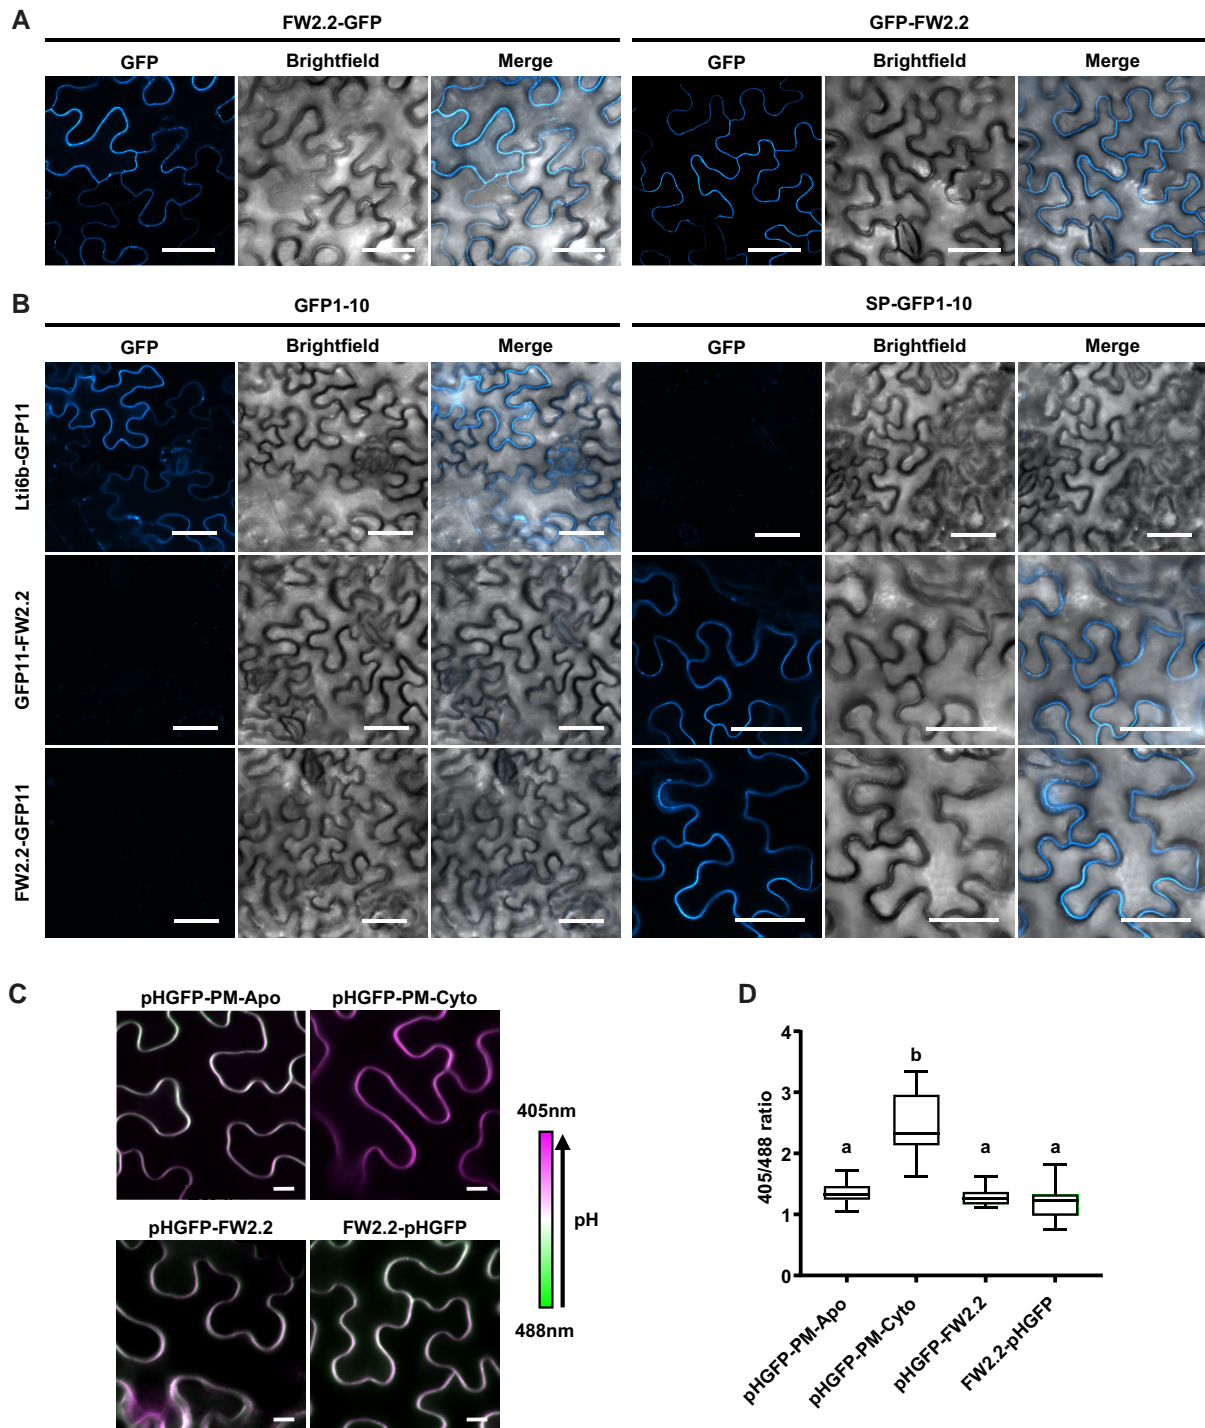 A
FW2.2-GFP
GFP-FW2.2
GFP
Brightfield
Merge
GFP
Brightfield
Merge
B
GFP1-10
SP-GFP1-10
GFP
Brightfield
Merge
GFP
Brightfield
Merge
Lti6b-GFP11
GFP11-FW2.2
FW2.2-GFP11
C
pHGFP-PM-Apo
pHGFP-PM-Cyto
pHGFP-FW2.2
FW2.2-pHGFP
405nm
pH
488nm
D
405/488 ratio
4
3
2
1
0
a
b
a
a
pHGFP-PM-Apo
pHGFP-PM-Cyto
pHGFP-FW2.2
FW2.2-pHGFP